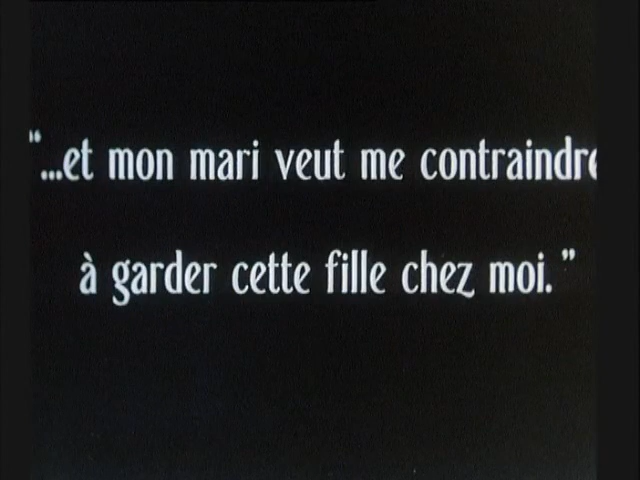 “...et mon mari veut me contraindre
à garder cette fille chez moi.”